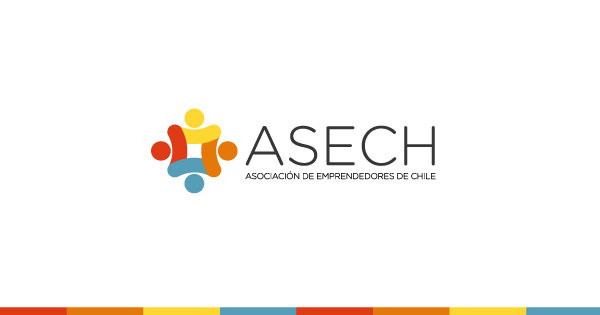 ASECH
ASOCIACIÓN DE EMPRENDEDORES DE CHILE